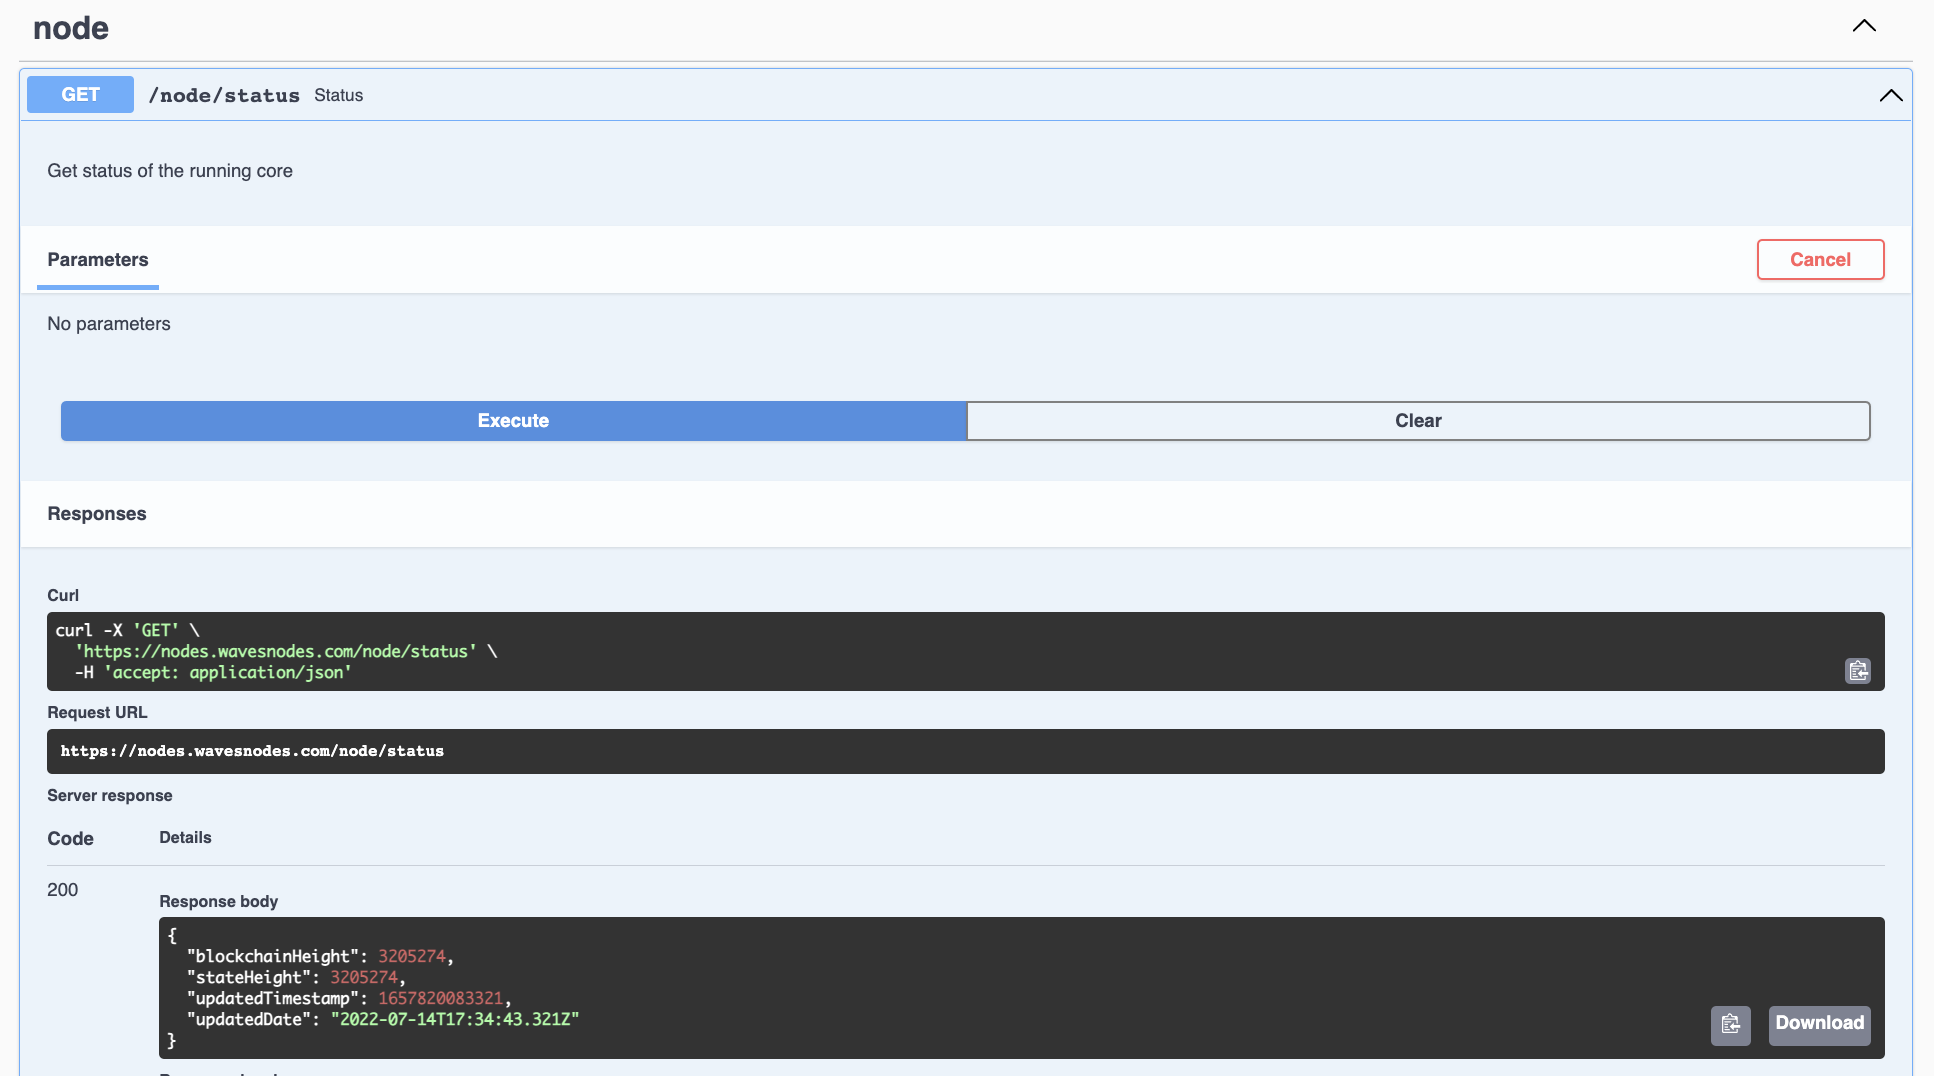 node
GET /node/status Status
Get status of the running core
Parameters Cancel
No parameters
Execute Clear
Responses
Curl
curl -X 'GET' \
'https://nodes.wavesnodes.com/node/status' \
-H 'accept: application/json'
Request URL
https://nodes.wavesnodes.com/node/status
Server response
Code Details
200
Response body
{
"blockchainHeight": 3205274,
"stateHeight": 3205274,
"updatedTimestamp": 1657820083321,
"updatedDate": "2022-07-14T17:34:43.321Z"
}
Download